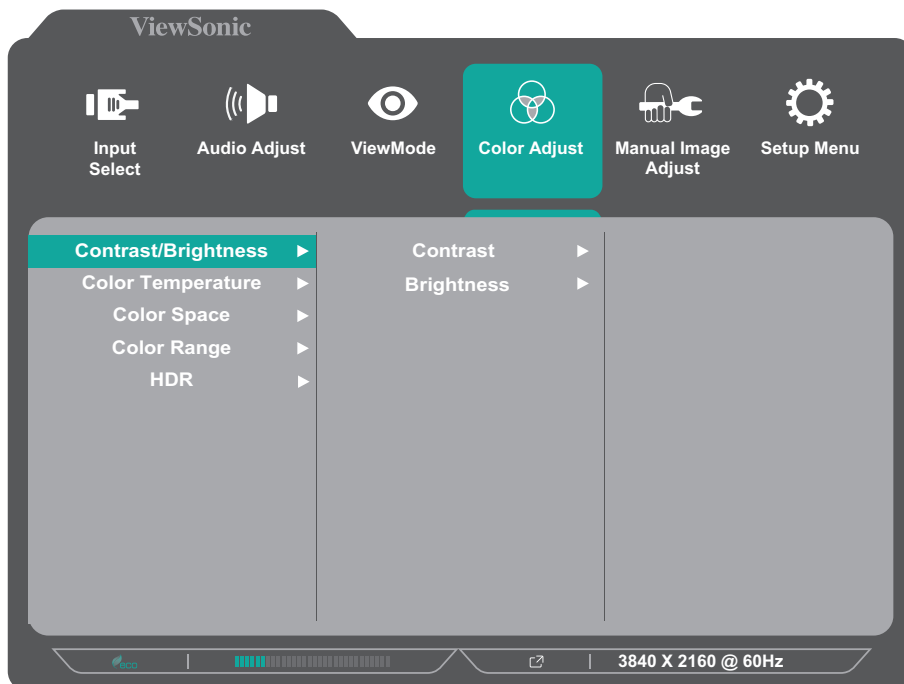 ViewSonic
Input
Select
Audio Adjust
ViewMode
Color Adjust
Manual Image
Adjust
Setup Menu
Contrast/Brightness
Color Temperature
Color Space
Color Range
HDR
Contrast
Brightness
eco
3840 X 2160 @ 60Hz